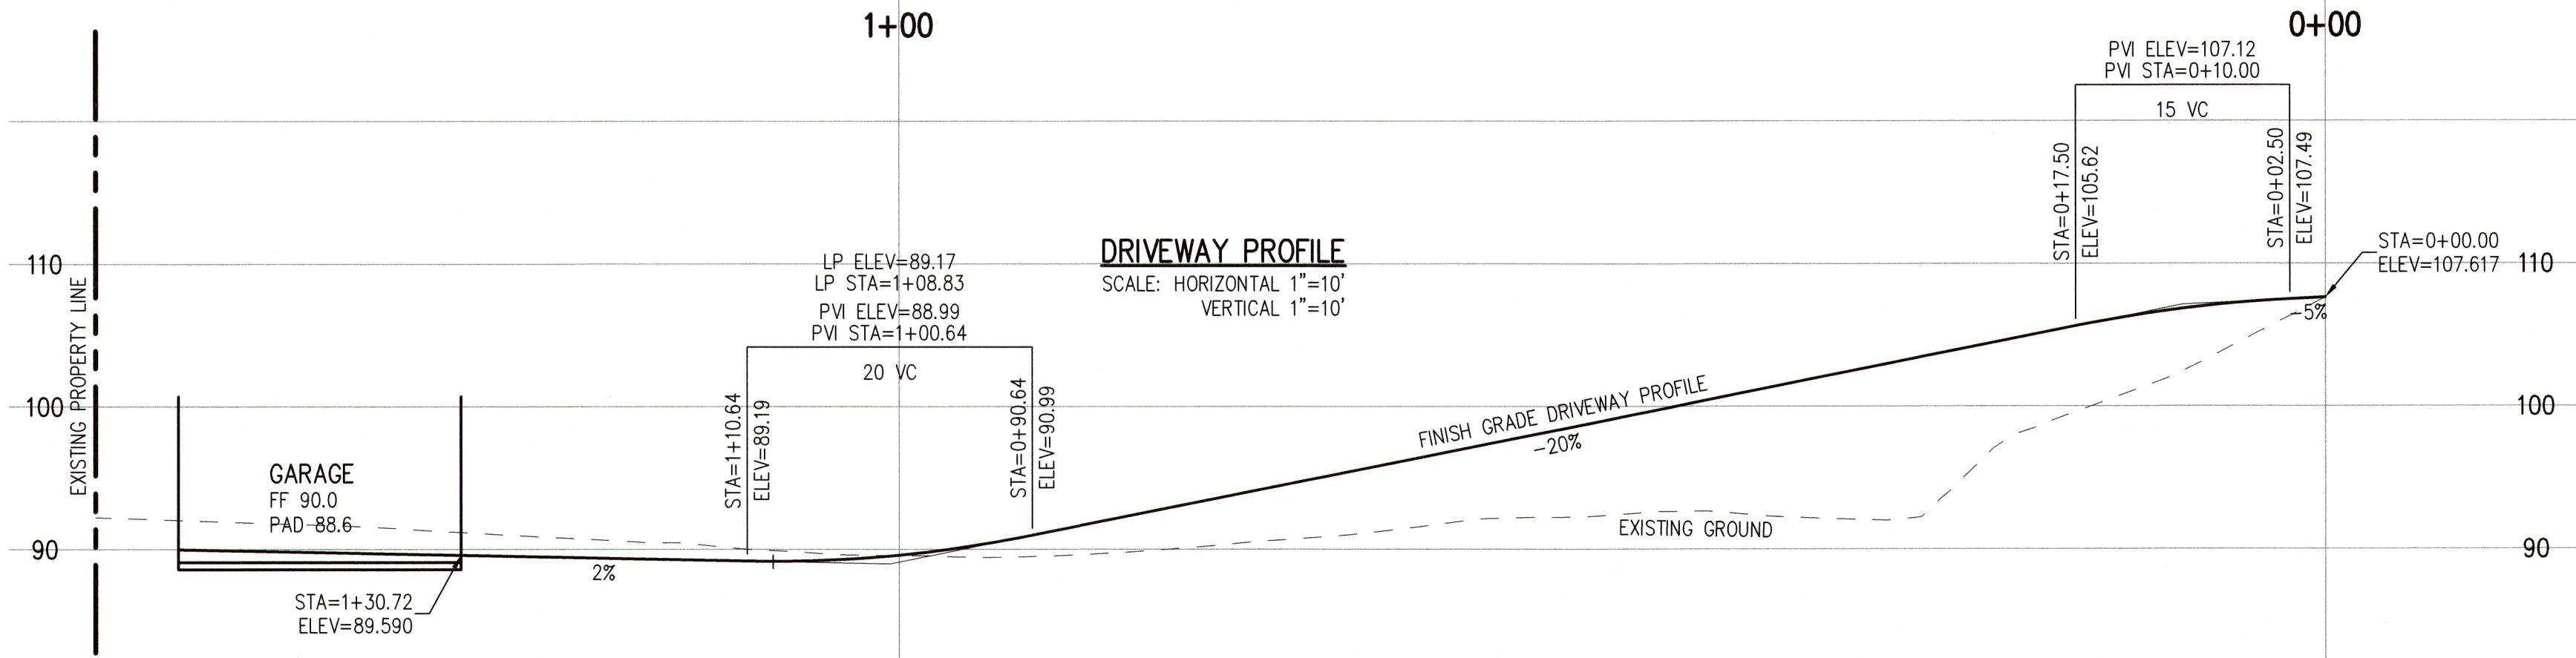 1+00
0+00
PVI ELEV=107.12
PVI STA=0+10.00
15 VC
STA=0+17.50
ELEV=105.62
STA=0+02.50
ELEV=107.49
STA=0+00.00
ELEV=107.617
110
110
-5%
DRIVEWAY PROFILE
SCALE: HORIZONTAL 1"=10'
VERTICAL 1"=10'
LP ELEV=89.17
LP STA=1+08.83
PVI ELEV=88.99
PVI STA=1+00.64
20 VC
STA=1+10.64
ELEV=89.19
STA=0+90.64
ELEV=90.99
EXISTING PROPERTY LINE
100
100
FINISH GRADE DRIVEWAY PROFILE
-20%
GARAGE
FF 90.0
PAD 88.6
EXISTING GROUND
90
90
2%
STA=1+30.72
ELEV=89.590